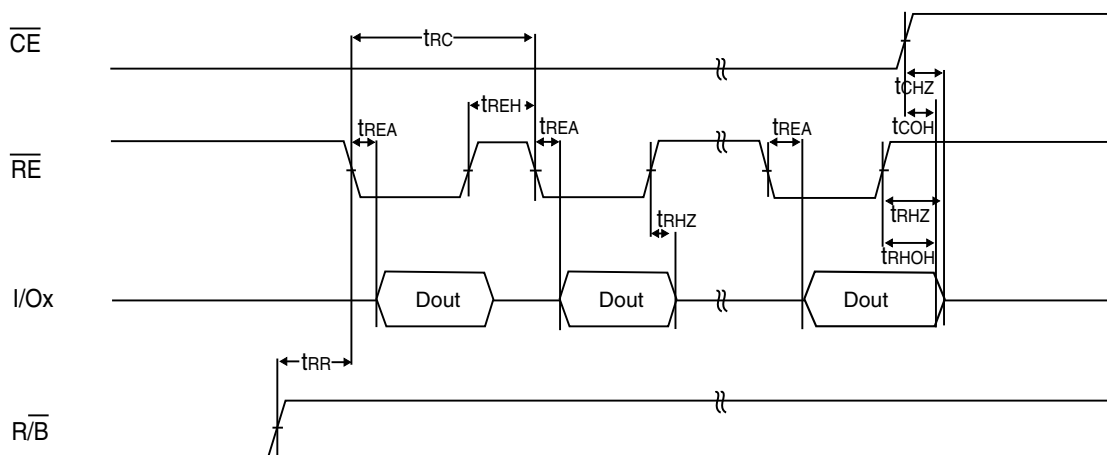 CE
tRC
tCHZ
tREH
tCOH
tREA
tREA
tREA
RE
tRHZ
tRHZ
tRHOH
I/Ox
Dout
Dout
Dout
tRR
R/B